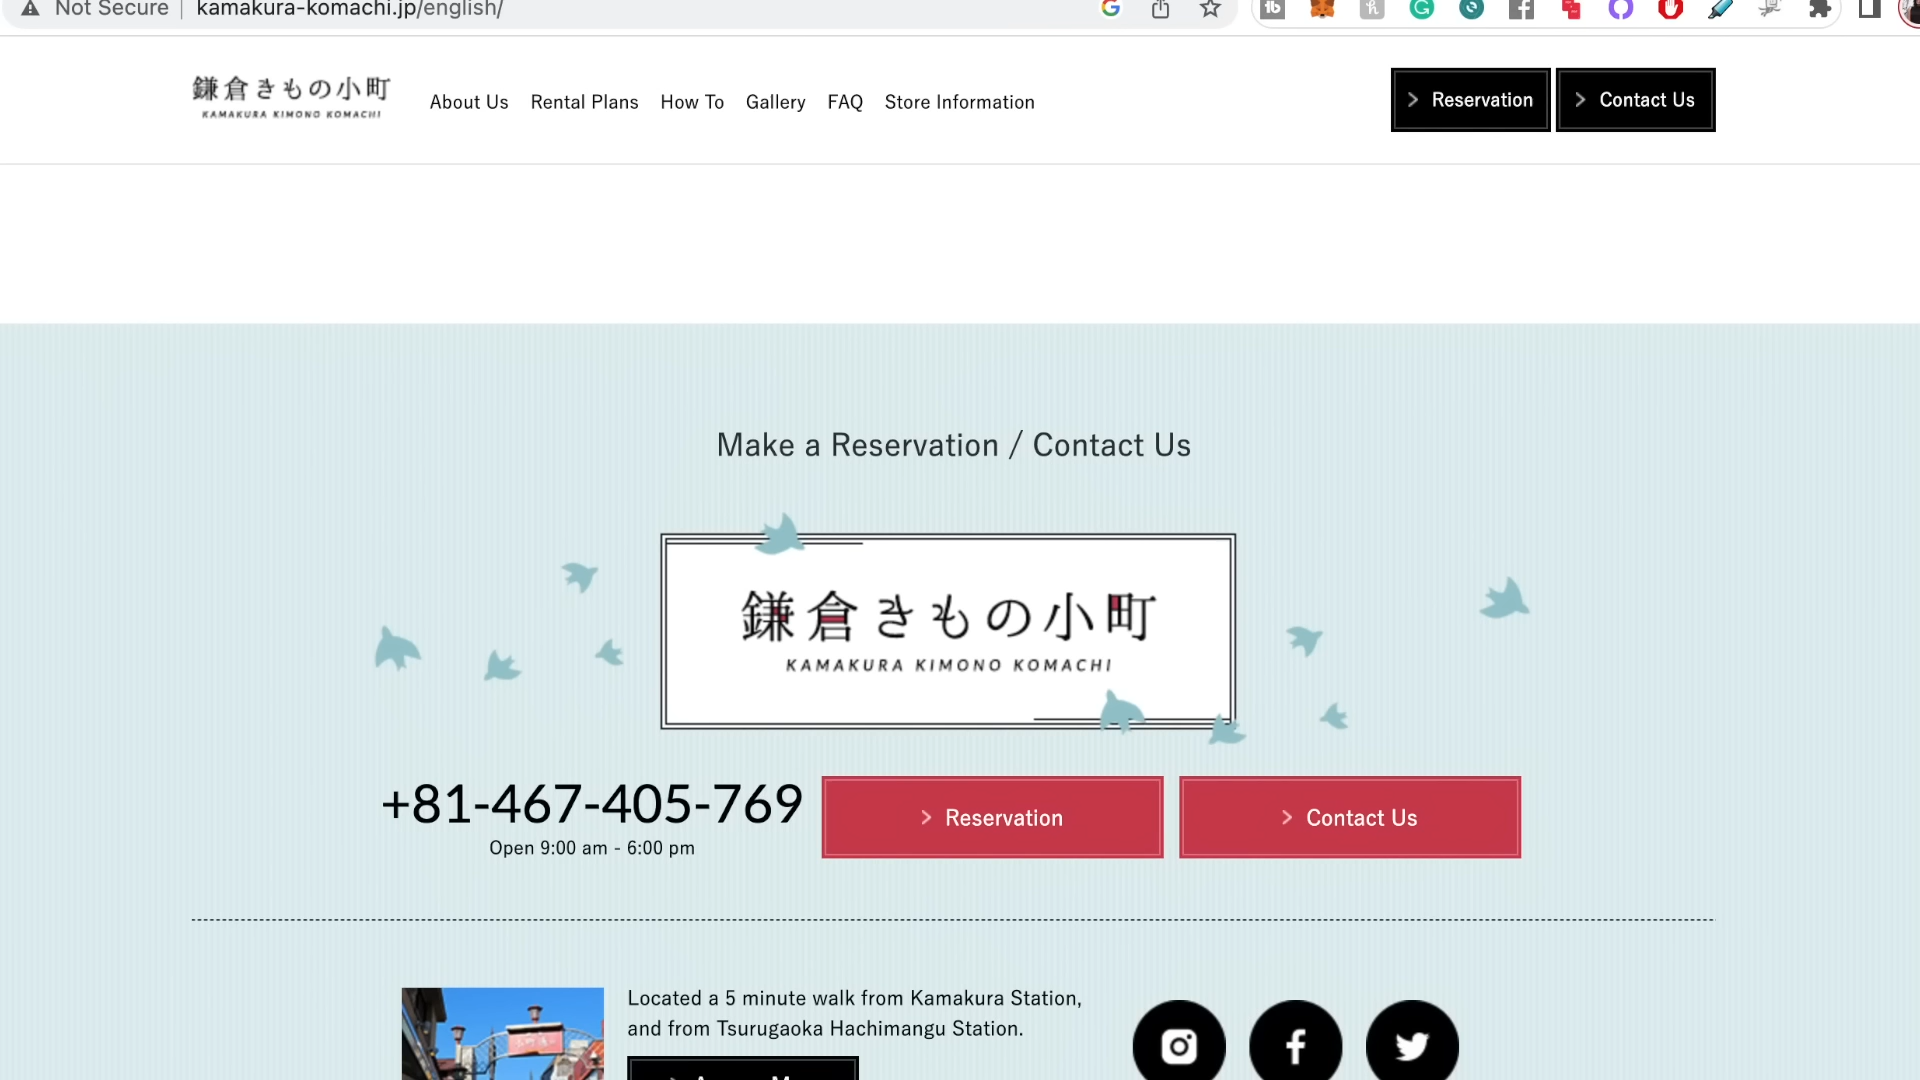 Not Secure | kamakura-komachi.jp/english/
鎌倉きもの小町
KAMAKURA KIMONO KOMACHI
About Us Rental Plans How To Gallery FAQ Store Information
Reservation
Contact Us
Make a Reservation / Contact Us
鎌倉きもの小町
KAMAKURA KIMONO KOMACHI
+81-467-405-769
Open 9:00 am - 6:00 pm
Reservation
Contact Us
Located a 5 minute walk from Kamakura Station,
and from Tsurugaoka Hachimangu Station.